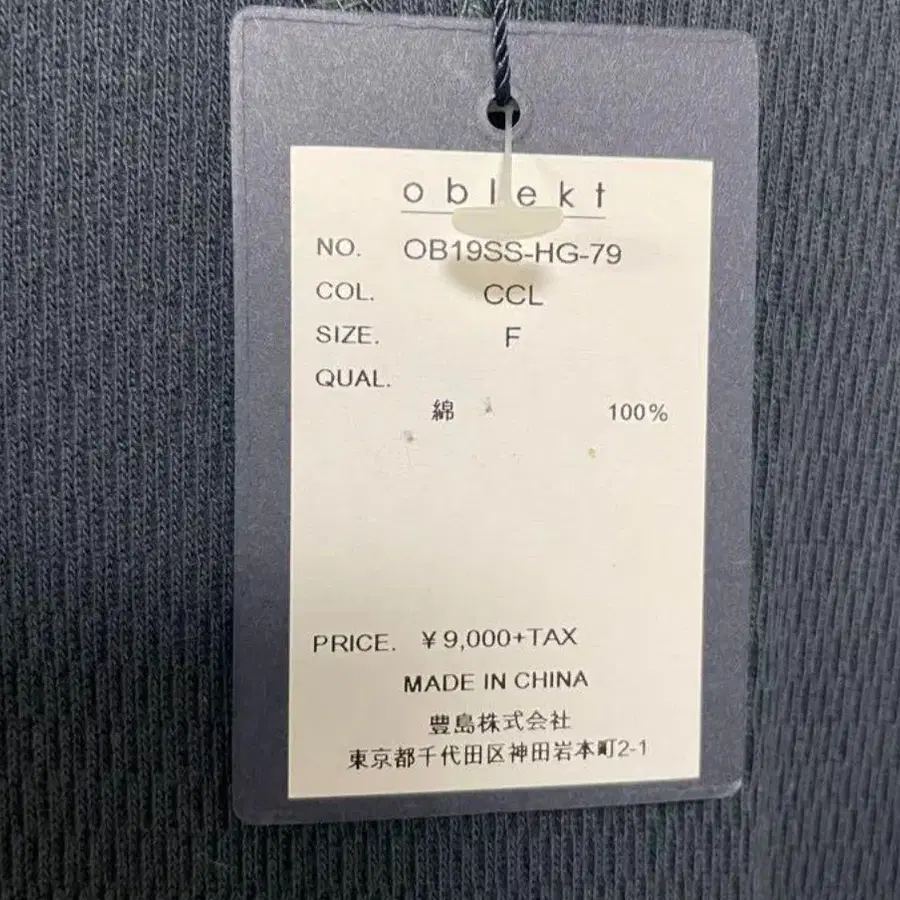 oblekt
NO. OB19SS-HG-79
COL. CCL
SIZE. F
QUAL.
綿 100%
PRICE. ¥9,000+TAX
MADE IN CHINA
豊島株式会社
東京都千代田区神田岩本町2-1